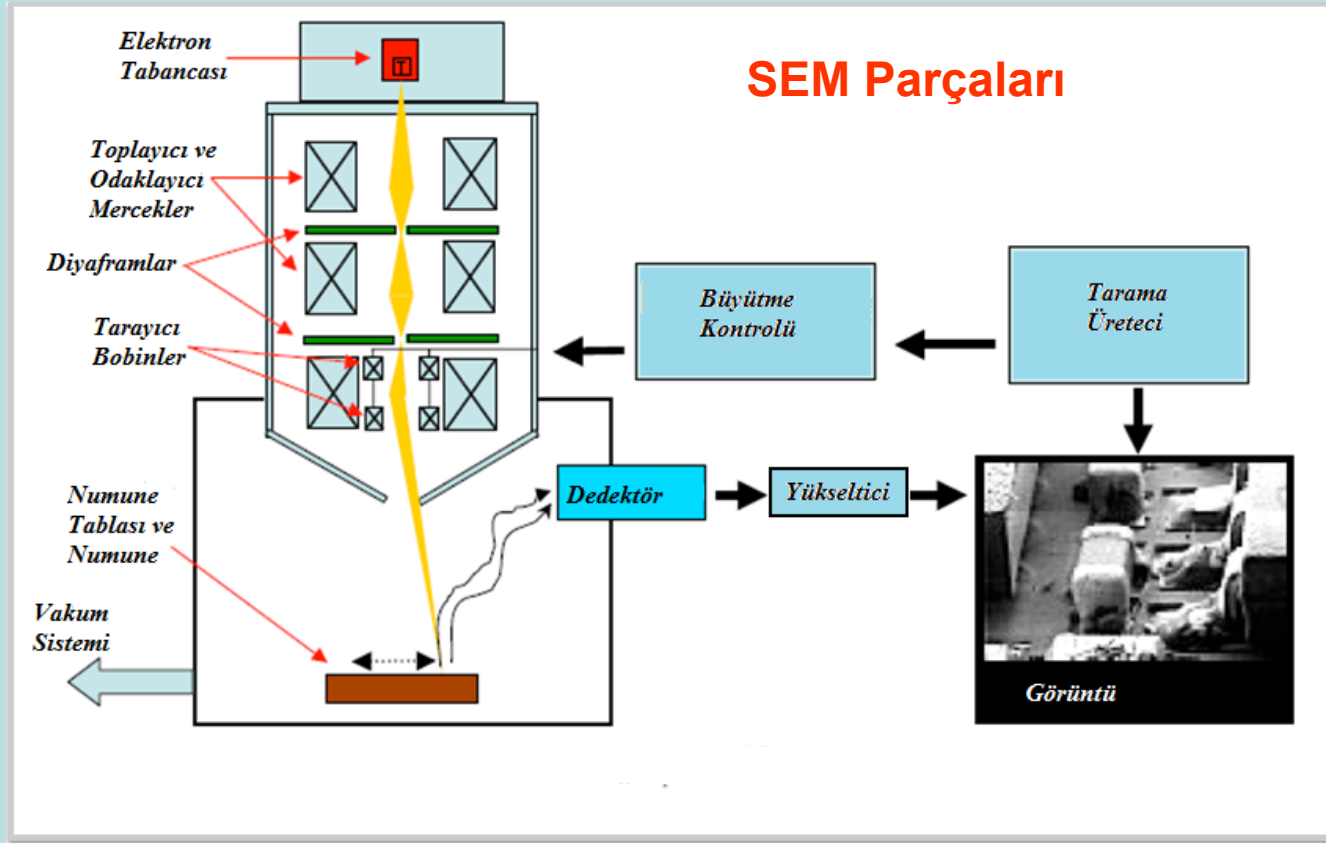 SEM Parçaları
Elektron
Tabancası
Toplayıcı ve
Odaklayıcı
Mercekler
Diyaframlar
Tarayıcı
Bobinler
Büyütme
Kontrolü
Tarama
Üreteci
Numune
Tablası ve
Numune
Dedektör
Yükseltici
Vakum
Sistemi
Görüntü